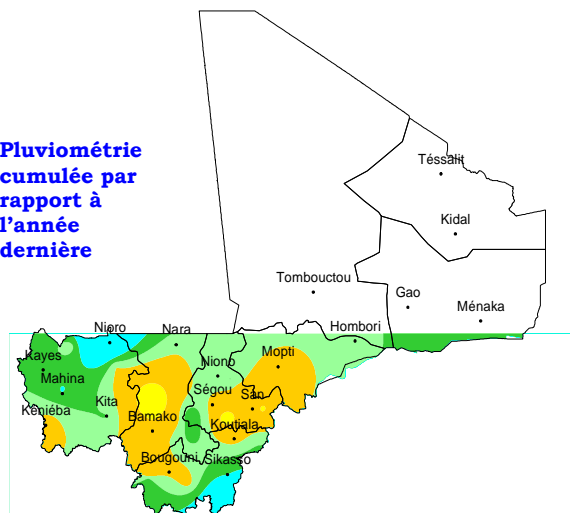 Pluviométrie
cumulée par
rapport à
l'année
dernière
Téssalit
Kidal
Tombouctou
Gao
Ménaka
Hombori
Nioro
Nara
Mopti
Kayes
Niono
Mahina
Ségou
San
Kéniéba
Kita
Bamako
Koutiala
Bougouni
Sikasso